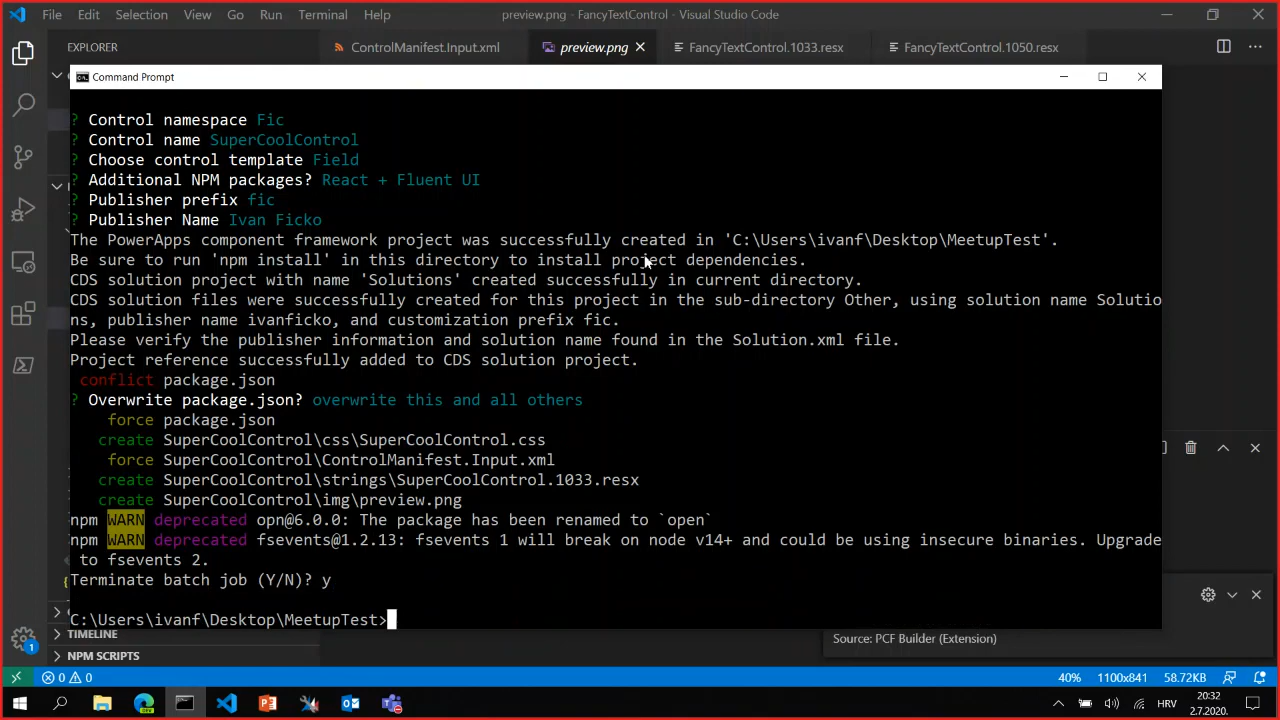 File Edit Selection View Go Run Terminal Help preview.png - FancyTextControl - Visual Studio Code
EXPLORER ControlManifest.Input.xml preview.png FancyTextControl.1033.resx FancyTextControl.1050.resx
Command Prompt
? Control namespace Fic
? Control name SuperCoolControl
? Choose control template Field
? Additional NPM packages? React + Fluent UI
? Publisher prefix fic
? Publisher Name Ivan Ficko
The PowerApps component framework project was successfully created in 'C:\Users\ivanf\Desktop\MeetupTest'.
Be sure to run 'npm install' in this directory to install project dependencies.
CDS solution project with name 'Solutions' created successfully in current directory.
CDS solution files were successfully created for this project in the sub-directory Other, using solution name Solutio
ns, publisher name ivanficko, and customization prefix fic.
Please verify the publisher information and solution name found in the Solution.xml file.
Project reference successfully added to CDS solution project.
conflict package.json
? Overwrite package.json? overwrite this and all others
force package.json
create SuperCoolControl\css\SuperCoolControl.css
force SuperCoolControl\ControlManifest.Input.xml
create SuperCoolControl\strings\SuperCoolControl.1033.resx
create SuperCoolControl\img\preview.png
npm WARN deprecated opn@6.0.0: The package has been renamed to `open`
npm WARN deprecated fsevents@1.2.13: fsevents 1 will break on node v14+ and could be using insecure binaries. Upgrade
to fsevents 2.
Terminate batch job (Y/N)? y
C:\Users\ivanf\Desktop\MeetupTest>
TIMELINE
Source: PCF Builder (Extension)
NPM SCRIPTS
1
0 0 40% 1100x841 58.72KB
HRV 20:32
2.7.2020.